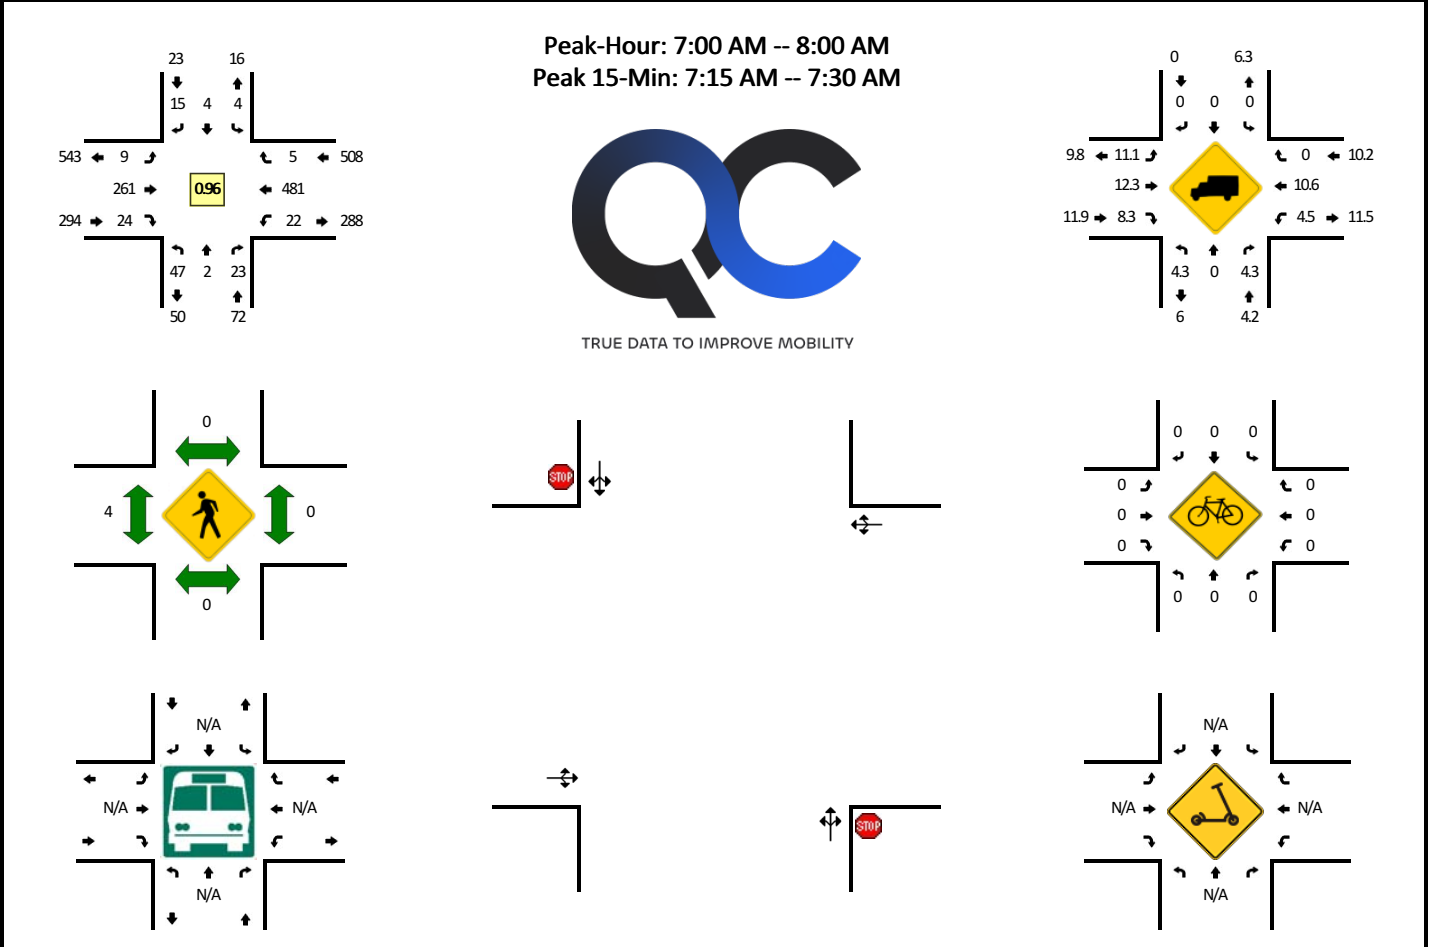 Peak-Hour: 7:00 AM -- 8:00 AM
Peak 15-Min: 7:15 AM -- 7:30 AM
23 16
15 4 4
543 9 5 508
261 0.96 481
294 24 22 288
47 2 23
50 72
QC
TRUE DATA TO IMPROVE MOBILITY
0 6.3
0 0 0
9.8 11.1 0 10.2
12.3 10.6
11.9 8.3 4.5 11.5
4.3 0 4.3
6 4.2
0
4 0
0
STOP
STOP
0 0 0
0 0
0 0
0 0
0 0 0
N/A
N/A N/A
N/A
N/A
N/A N/A
N/A